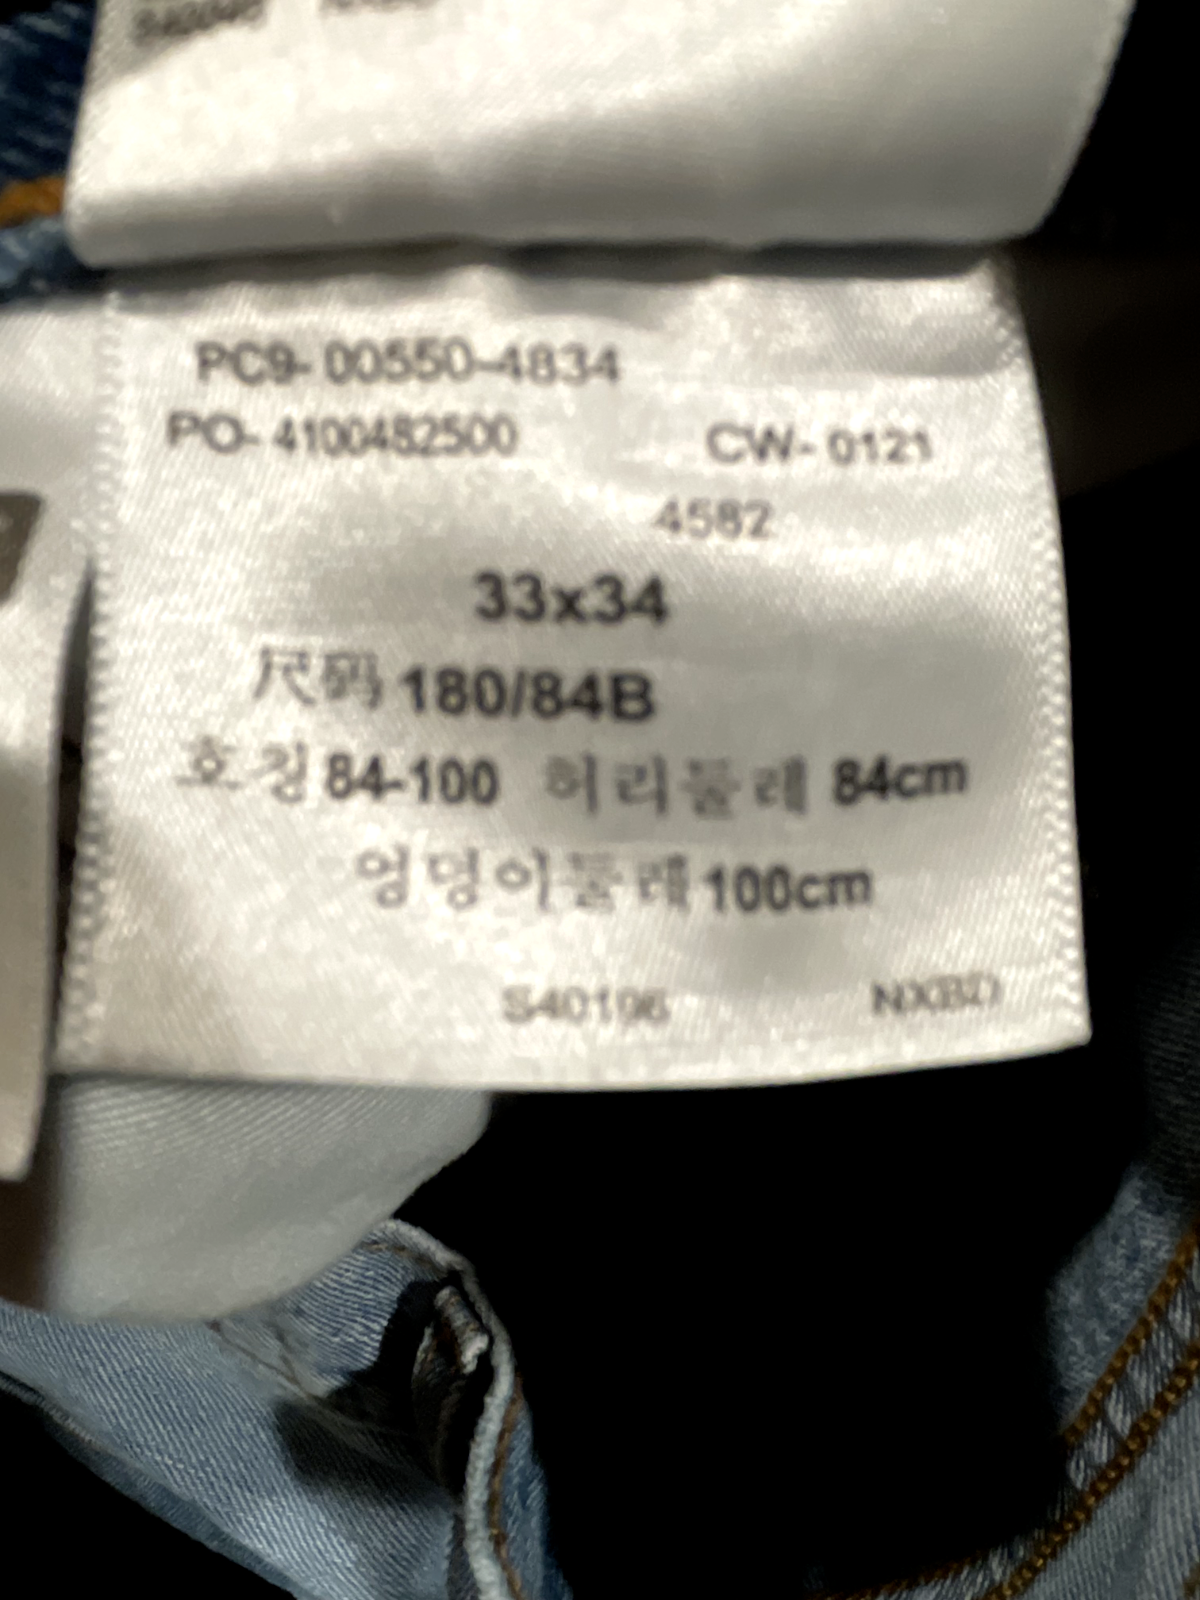 PC9- 00550-4834
PO- 4100482500 CW- 0121
4582
33x34
尺码 180/84B
호칭 84-100 허리둘레 84cm
엉덩이둘레 100cm
S40196 NXBD